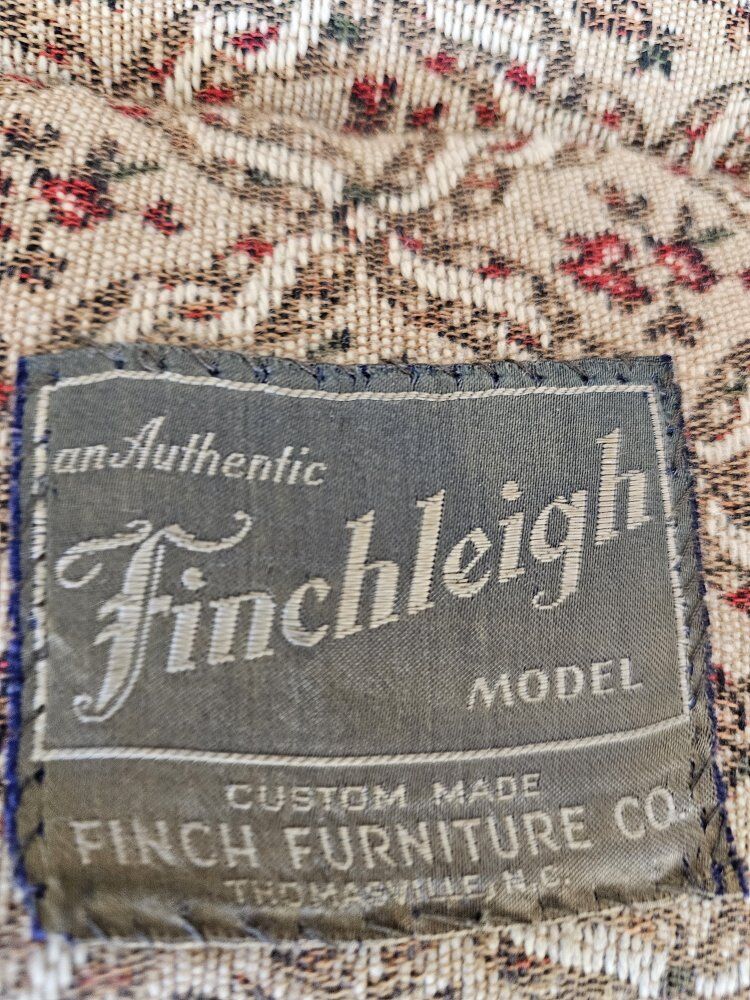 an Authentic
Finchleigh
MODEL
CUSTOM MADE
FINCH FURNITURE CO.
THOMASVILLE, N.C.